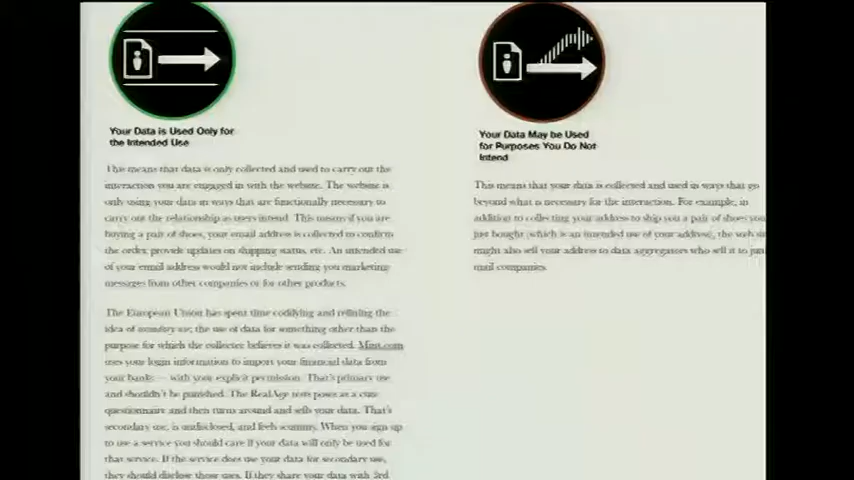 Your Data is Used Only for
the Intended Use
This means that data is only collected and used to carry out the
interaction you are engaged in with the website. The website is
only using your data in ways that are functionally necessary to
carry out the relationship as users intend. This means if you are
buying a pair of shoes, your email address is collected to confirm
the order, provide updates on shipping status, etc. An intended use
of your email address would not include sending you marketing
messages from other companies or for other products.
The European Union has spent time codifying and refining the
idea of secondary use, the use of data for something other than the
purpose for which the collectee believes it was collected. Mint.com
uses your login information to import your financial data from
your banks — with your explicit permission. That's primary use
and shouldn't be punished. The RealAge tests poses as a cute
questionnaire and then turns around and sells your data. That's
secondary use, is undisclosed, and feels scummy. When you sign up
to use a service you should care if your data will only be used for
that service. If the service does use your data for secondary use,
they should disclose those uses. If they share your data with 3rd
Your Data May be Used
for Purposes You Do Not
Intend
This means that your data is collected and used in ways that go
beyond what is necessary for the interaction. For example, in
addition to collecting your address to ship you a pair of shoes you
just bought (which is an intended use of your address), the web
might also sell your address to data aggregators who sell it to
mail companies.